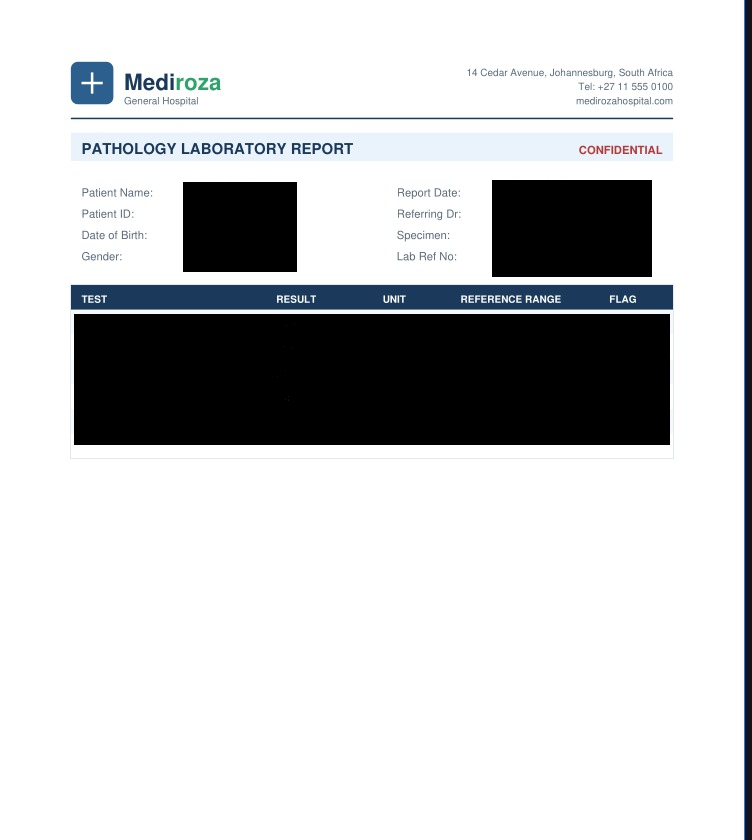 Mediroza
General Hospital
14 Cedar Avenue, Johannesburg, South Africa
Tel: +27 11 555 0100
medirozahospital.com
PATHOLOGY LABORATORY REPORT
CONFIDENTIAL
Patient Name:
Patient ID:
Date of Birth:
Gender:
Report Date:
Referring Dr:
Specimen:
Lab Ref No:
TEST RESULT UNIT REFERENCE RANGE FLAG